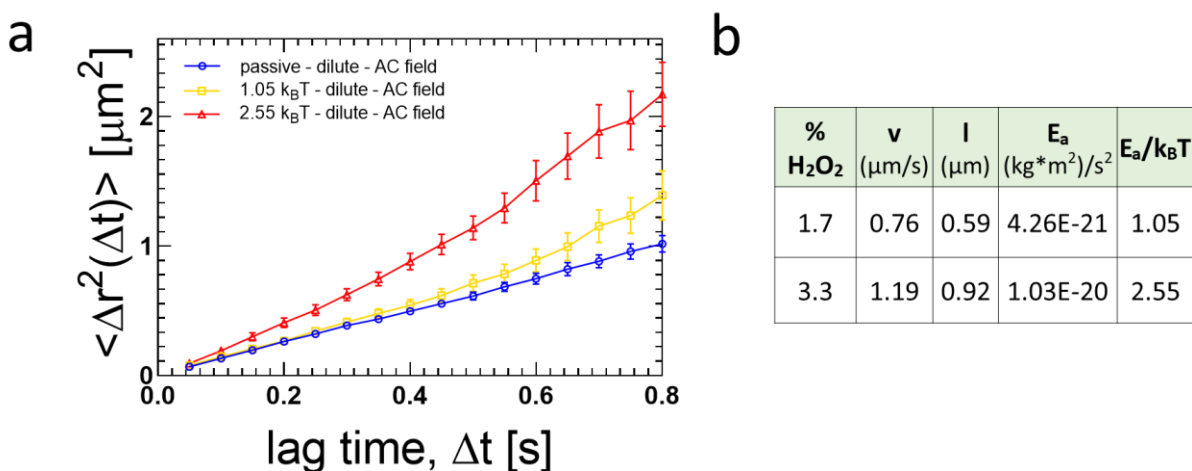 a
<Δr²(Δt)> [μm²]
2
1
0
passive - dilute - AC field
1.05 kBT - dilute - AC field
2.55 kBT - dilute - AC field
0.0 0.2 0.4 0.6 0.8
lag time, Δt [s]
b
% H₂O₂ v (μm/s) l (μm) Eₐ (kg*m²)/s² Eₐ/kBT
1.7 0.76 0.59 4.26E-21 1.05
3.3 1.19 0.92 1.03E-20 2.55